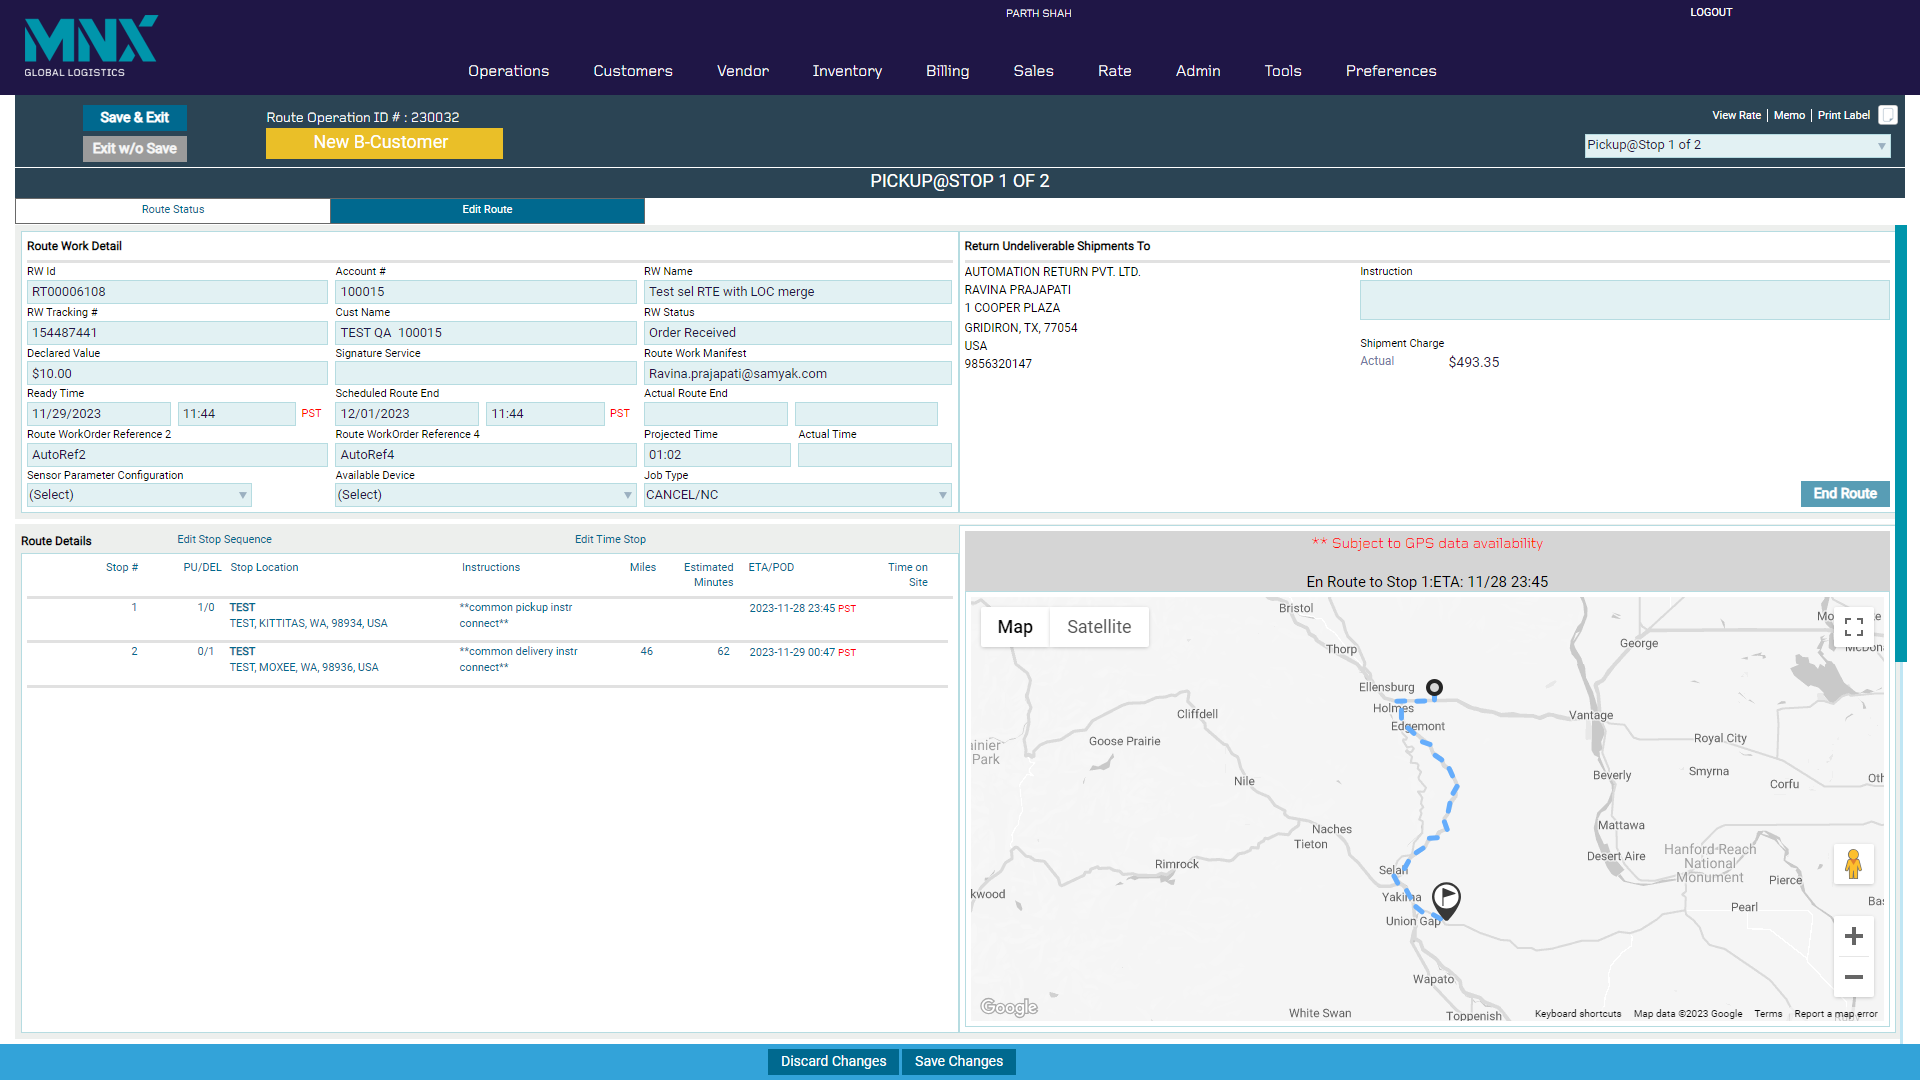 MNX
GLOBAL LOGISTICS
PARTH SHAH
LOGOUT
Operations Customers Vendor Inventory Billing Sales Rate Admin Tools Preferences
Save & Exit
Exit w/o Save
Route Operation ID # : 230032
New B-Customer
View Rate | Memo | Print Label
Pickup@Stop 1 of 2
PICKUP@STOP 1 OF 2
Route Status
Edit Route
Route Work Detail
RW Id Account # RW Name
RT00006108 100015 Test sel RTE with LOC merge
RW Tracking # Cust Name RW Status
154487441 TEST QA 100015 Order Received
Declared Value Signature Service Route Work Manifest
$10.00 Ravina.prajapati@samyak.com
Ready Time Scheduled Route End Actual Route End
11/29/2023 11:44 PST 12/01/2023 11:44 PST
Route WorkOrder Reference 2 Route WorkOrder Reference 4 Projected Time Actual Time
AutoRef2 AutoRef4 01:02
Sensor Parameter Configuration Available Device Job Type
(Select) (Select) CANCEL/NC
Return Undeliverable Shipments To
AUTOMATION RETURN PVT. LTD.
RAVINA PRAJAPATI
1 COOPER PLAZA
GRIDIRON, TX, 77054
USA
9856320147
Instruction
Shipment Charge
Actual $493.35
End Route
Route Details Edit Stop Sequence Edit Time Stop
Stop # PU/DEL Stop Location Instructions Miles Estimated Minutes ETA/POD Time on Site
1 1/0 TEST **common pickup instr 2023-11-28 23:45 PST
TEST, KITTITAS, WA, 98934, USA connect**
2 0/1 TEST **common delivery instr 46 62 2023-11-29 00:47 PST
TEST, MOXEE, WA, 98936, USA connect**
** Subject to GPS data availability
En Route to Stop 1:ETA: 11/28 23:45
Map Satellite
Bristol
Thorp
George
Ellensburg
Holmes
Edgemont
Cliffdell
Vantage
Goose Prairie
Royal City
ainier
Park
Nile
Beverly
Smyrna
Corfu
Oth
Naches
Tieton
Mattawa
Desert Aire
Hanford Reach
National
Monument
Rimrock
Selah
Pierce
kwood
Yakima
Pearl
Bas
Union Gap
Wapato
White Swan
Toppenish
Google
Keyboard shortcuts Map data ©2023 Google Terms Report a map error
Discard Changes Save Changes